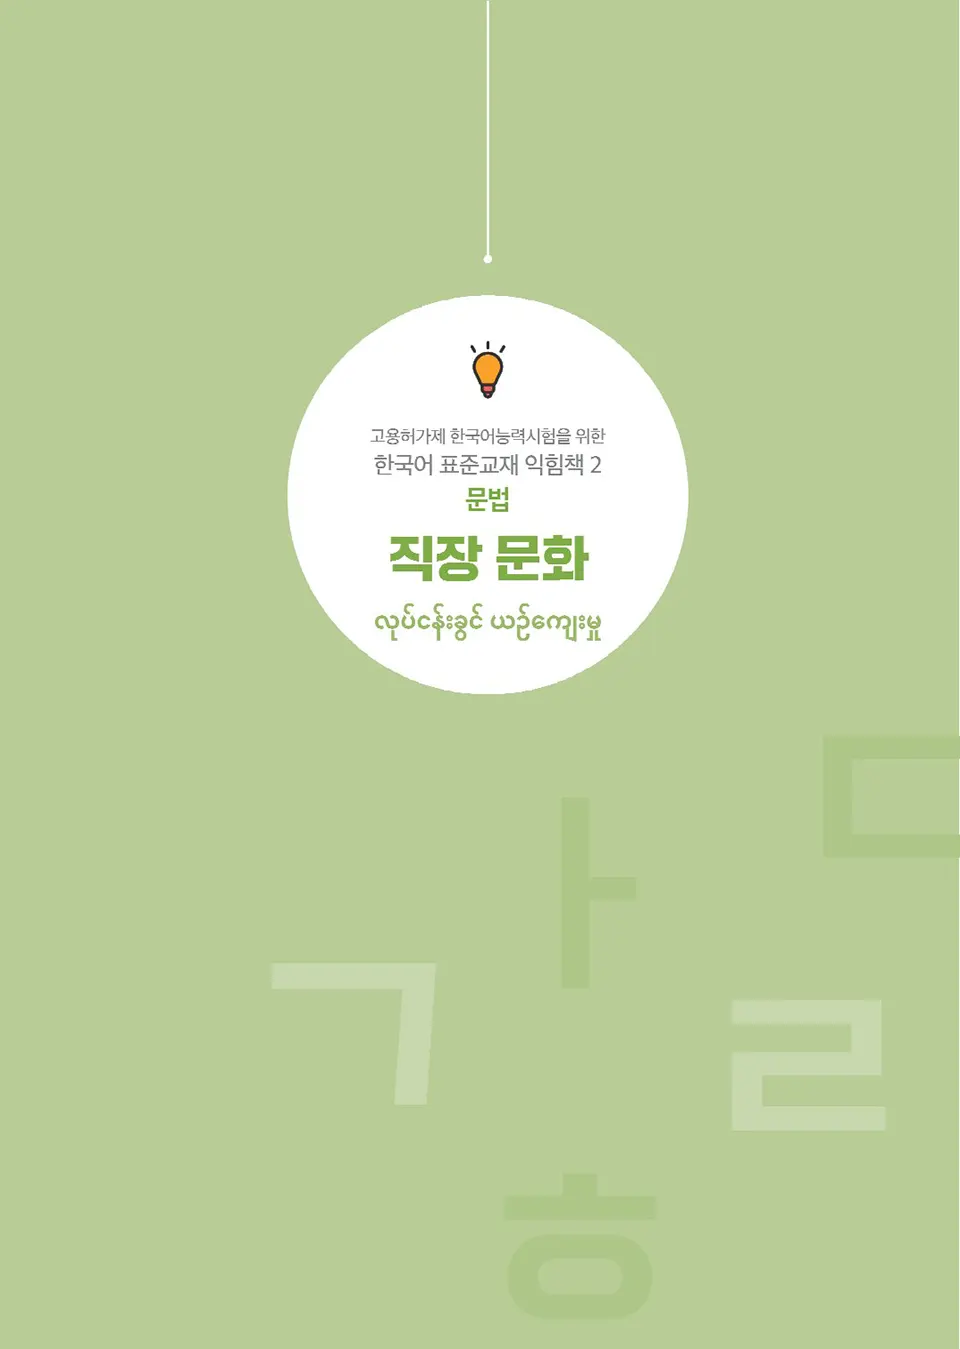 고용허가제 한국어능력시험을 위한
한국어 표준교재 익힘책 2
문법
직장 문화
လုပ်ငန်းခွင် ယဉ်ကျေးမှု
ㅁ
ㅏ
ㄱ
ㄹ
ㅎ